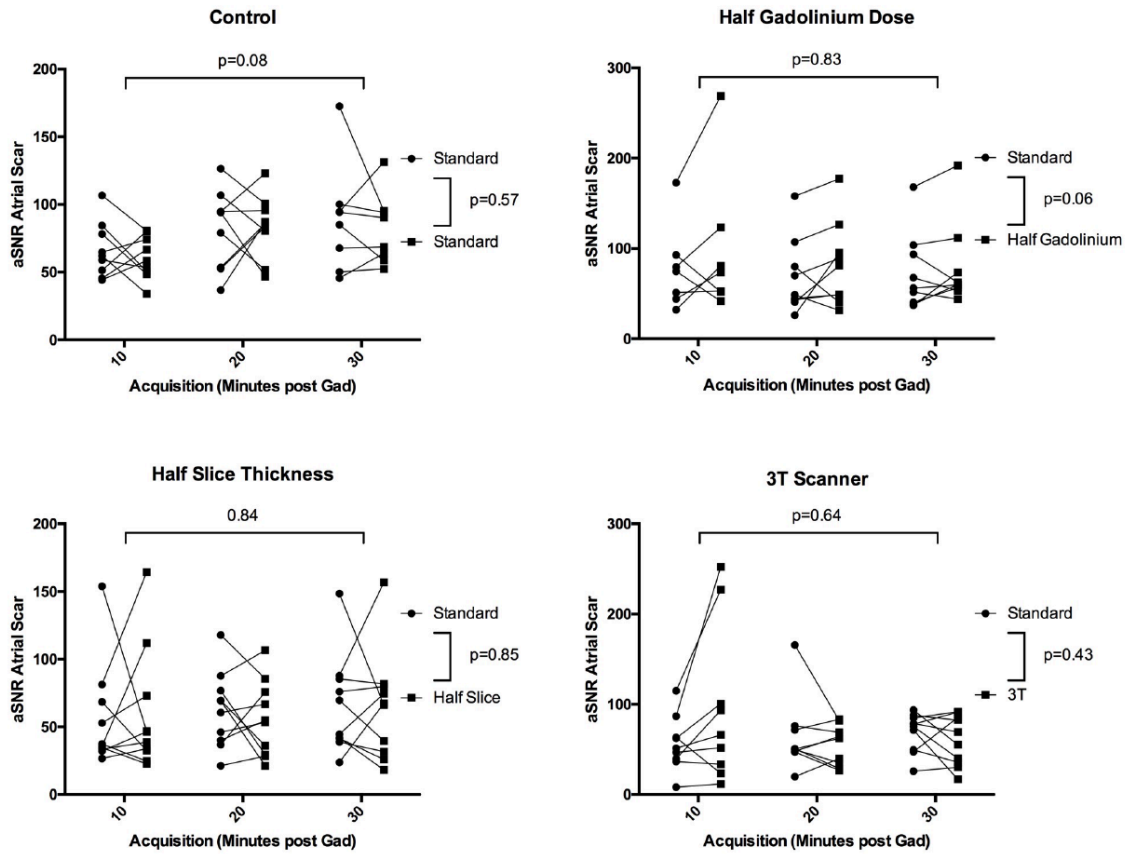 Control
p=0.08
200
150
100
50
0
aSNR Atrial Scar
10
20
30
Acquisition (Minutes post Gad)
Standard
p=0.57
Standard
Half Gadolinium Dose
p=0.83
300
200
100
0
aSNR Atrial Scar
10
20
30
Acquisition (Minutes post Gad)
Standard
p=0.06
Half Gadolinium
Half Slice Thickness
0.84
200
150
100
50
0
aSNR Atrial Scar
10
20
30
Acquisition (Minutes post Gad)
Standard
p=0.85
Half Slice
3T Scanner
p=0.64
300
200
100
0
aSNR Atrial Scar
10
20
30
Acquisition (Minutes post Gad)
Standard
p=0.43
3T